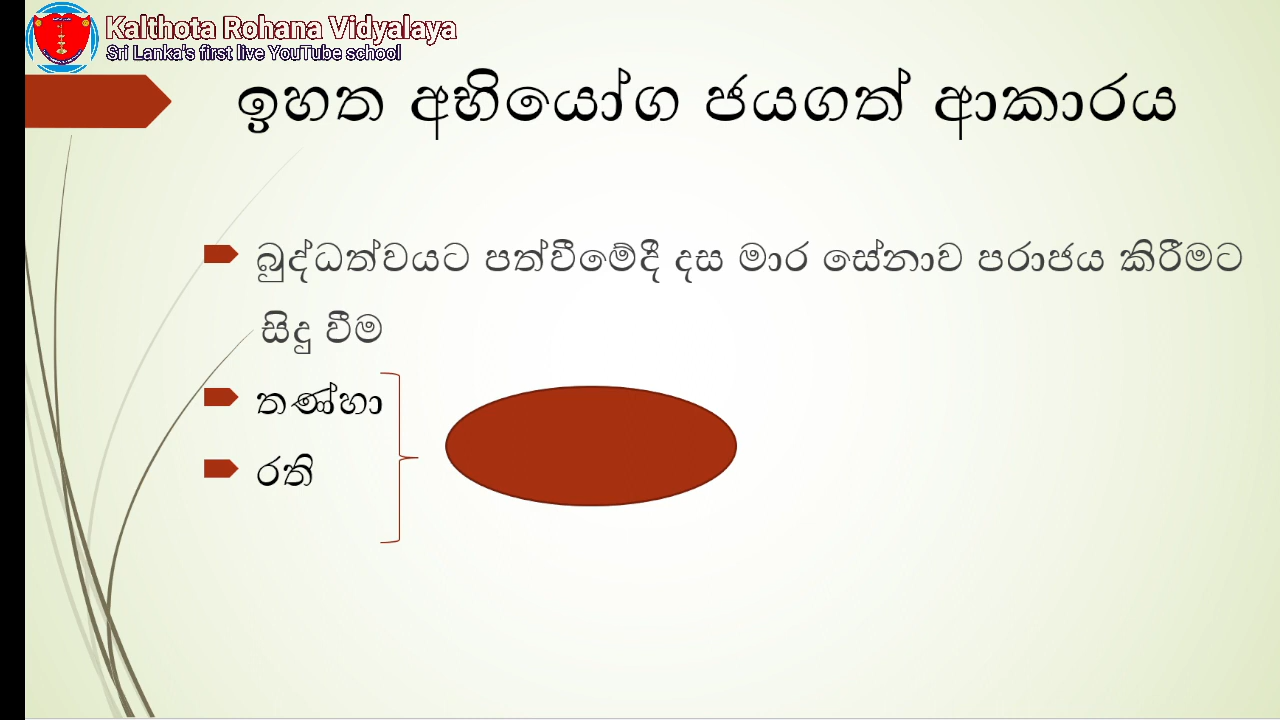 Kalthota Rohana Vidyalaya
Sri Lanka's first live YouTube school
ඉහත අභියෝග ජයගත් ආකාරය
බුද්ධත්වයට පත්වීමේදී දස මාර සේනාව පරාජය කිරීමට
සිදු වීම
තණ්හා
රති